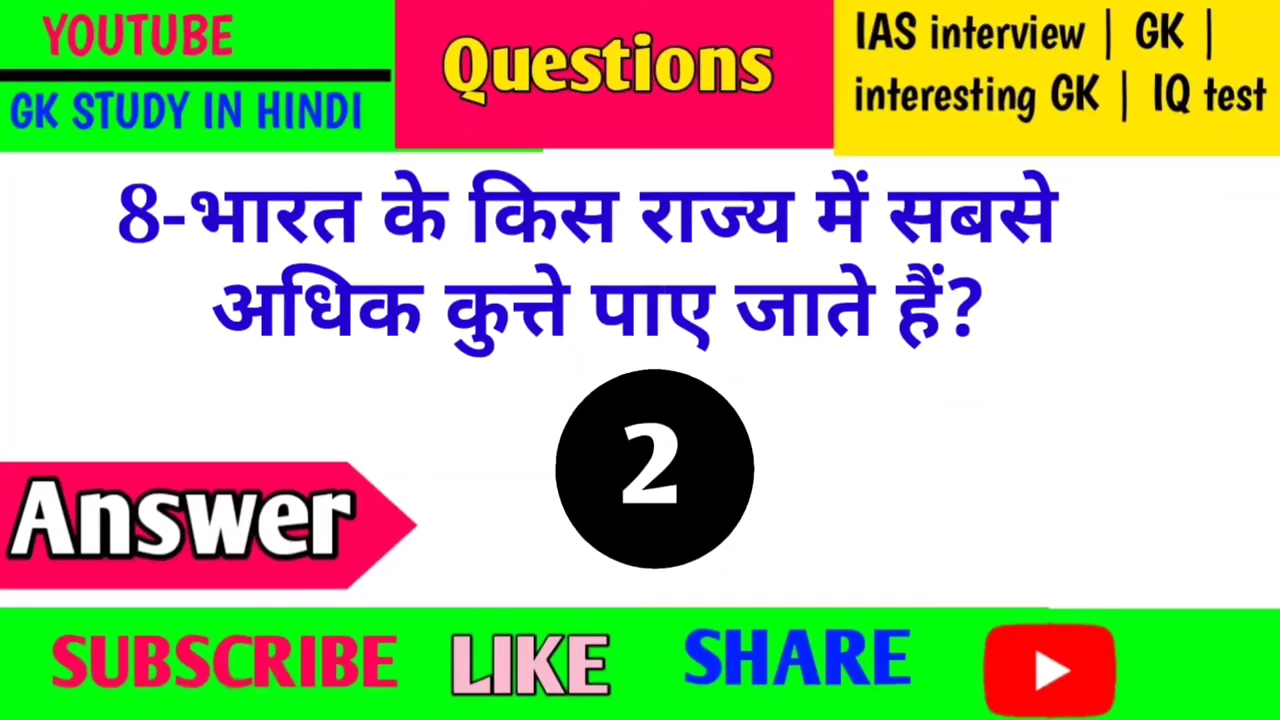 YOUTUBE
GK STUDY IN HINDI
Questions
IAS interview | GK |
interesting GK | IQ test
8-भारत के किस राज्य में सबसे
अधिक कुत्ते पाए जाते हैं?
2
Answer
SUBSCRIBE LIKE SHARE